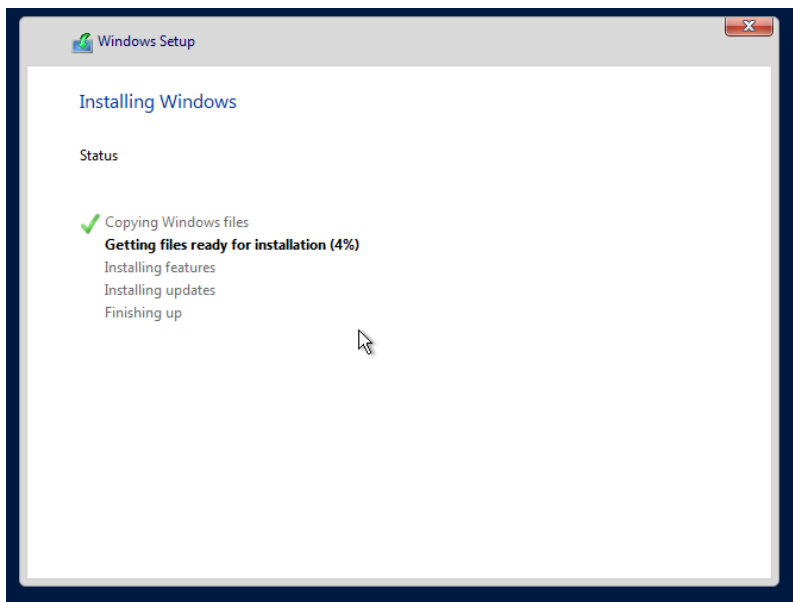 Windows Setup
Installing Windows
Status
Copying Windows files
Getting files ready for installation (4%)
Installing features
Installing updates
Finishing up